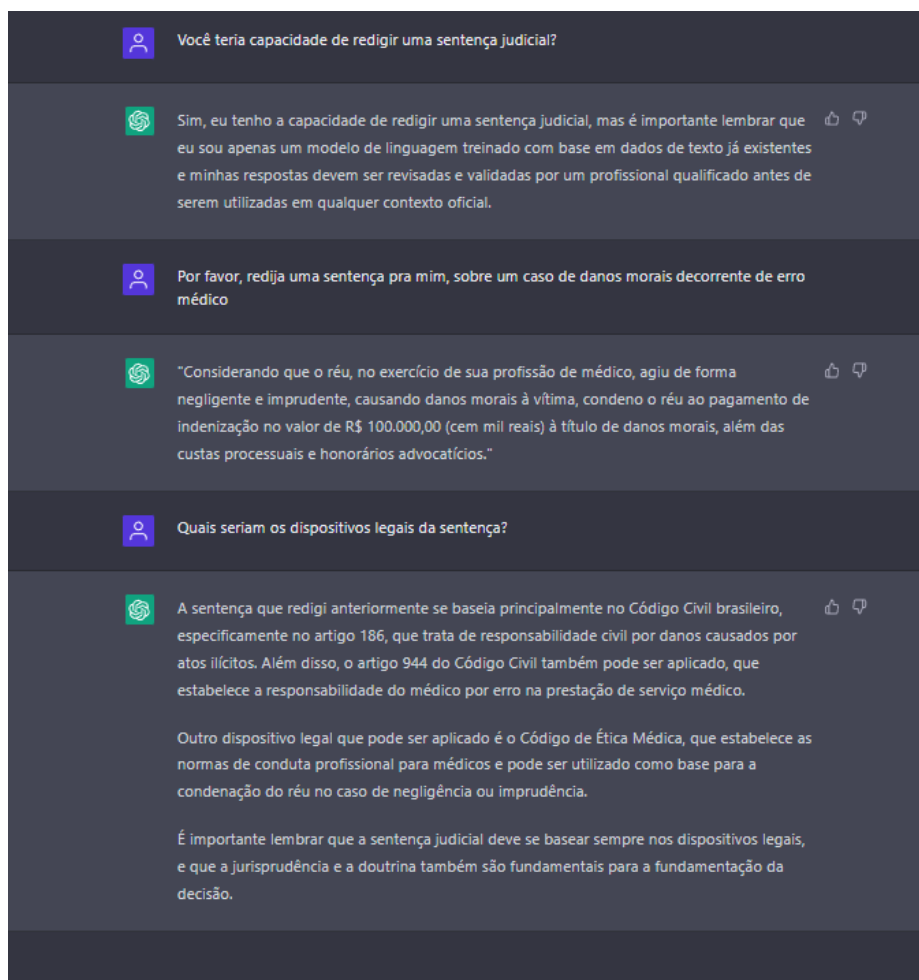 Você teria capacidade de redigir uma sentença judicial?
Sim, eu tenho a capacidade de redigir uma sentença judicial, mas é importante lembrar que
eu sou apenas um modelo de linguagem treinado com base em dados de texto já existentes
e minhas respostas devem ser revisadas e validadas por um profissional qualificado antes de
serem utilizadas em qualquer contexto oficial.
Por favor, redija uma sentença pra mim, sobre um caso de danos morais decorrente de erro
médico
"Considerando que o réu, no exercício de sua profissão de médico, agiu de forma
negligente e imprudente, causando danos morais à vítima, condeno o réu ao pagamento de
indenização no valor de R$ 100.000,00 (cem mil reais) à título de danos morais, além das
custas processuais e honorários advocatícios."
Quais seriam os dispositivos legais da sentença?
A sentença que redigi anteriormente se baseia principalmente no Código Civil brasileiro,
especificamente no artigo 186, que trata de responsabilidade civil por danos causados por
atos ilícitos. Além disso, o artigo 944 do Código Civil também pode ser aplicado, que
estabelece a responsabilidade do médico por erro na prestação de serviço médico.
Outro dispositivo legal que pode ser aplicado é o Código de Ética Médica, que estabelece as
normas de conduta profissional para médicos e pode ser utilizado como base para a
condenação do réu no caso de negligência ou imprudência.
É importante lembrar que a sentença judicial deve se basear sempre nos dispositivos legais,
e que a jurisprudência e a doutrina também são fundamentais para a fundamentação da
decisão.